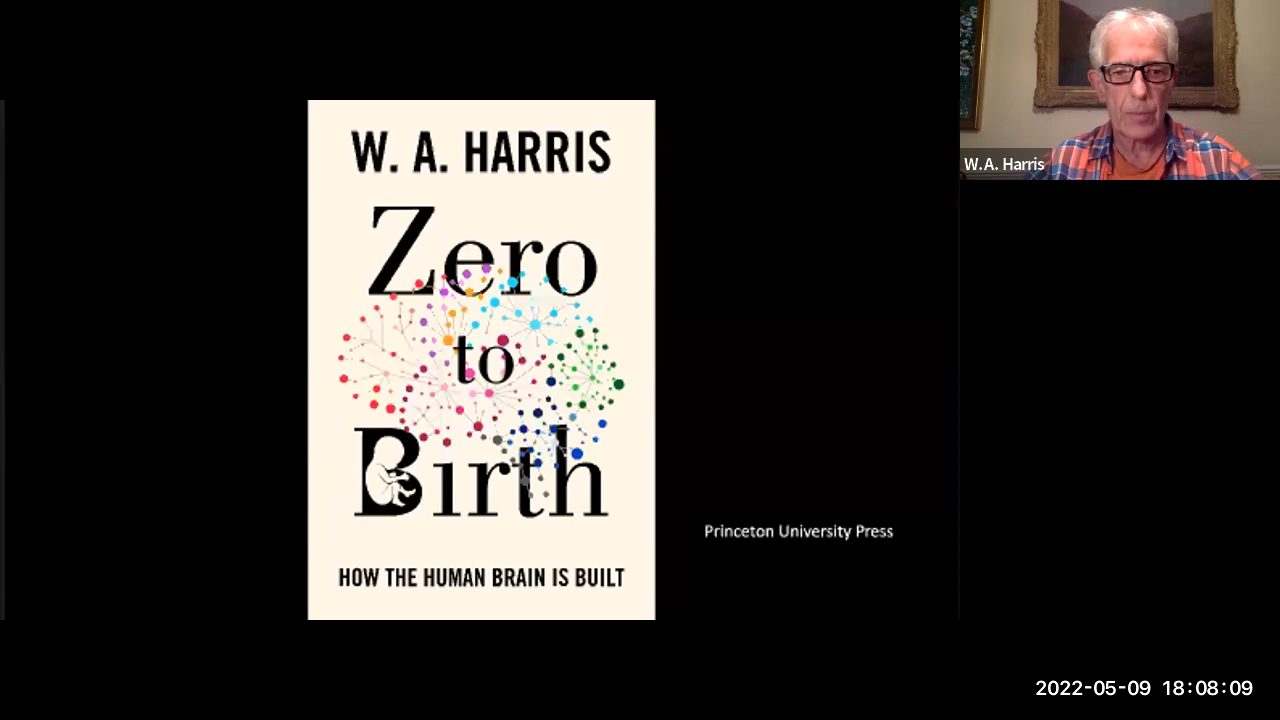 W. A. HARRIS
Zero
to
Birth
HOW THE HUMAN BRAIN IS BUILT
Princeton University Press
W.A. Harris
2022-05-09 18:08:09